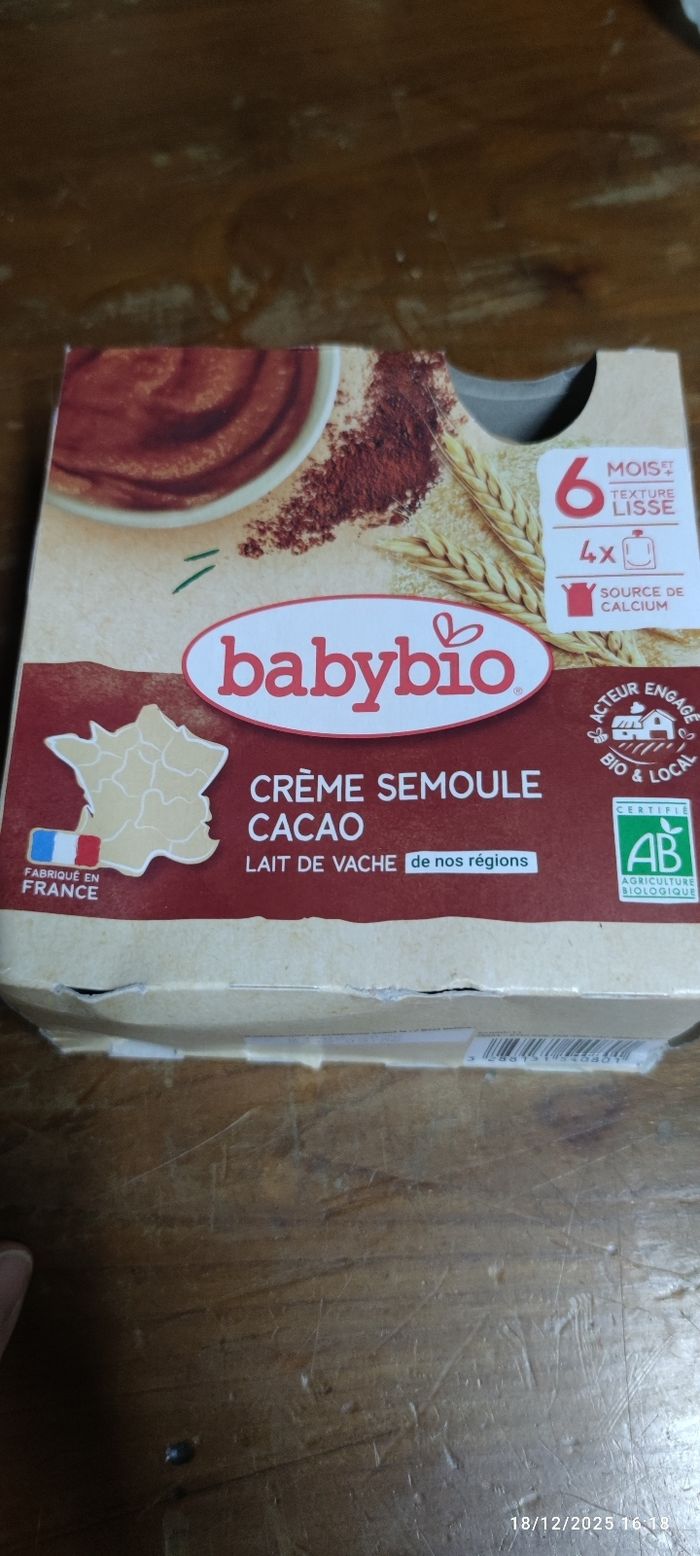 6 MOIS ET +
TEXTURE
LISSE
4x
SOURCE DE
CALCIUM
babybio®
ACTEUR ENGAGÉ
BIO & LOCAL
CRÈME SEMOULE
CACAO
LAIT DE VACHE de nos régions
FABRIQUÉ EN
FRANCE
CERTIFIÉ
AB
AGRICULTURE
BIOLOGIQUE
18/12/2025 16:18